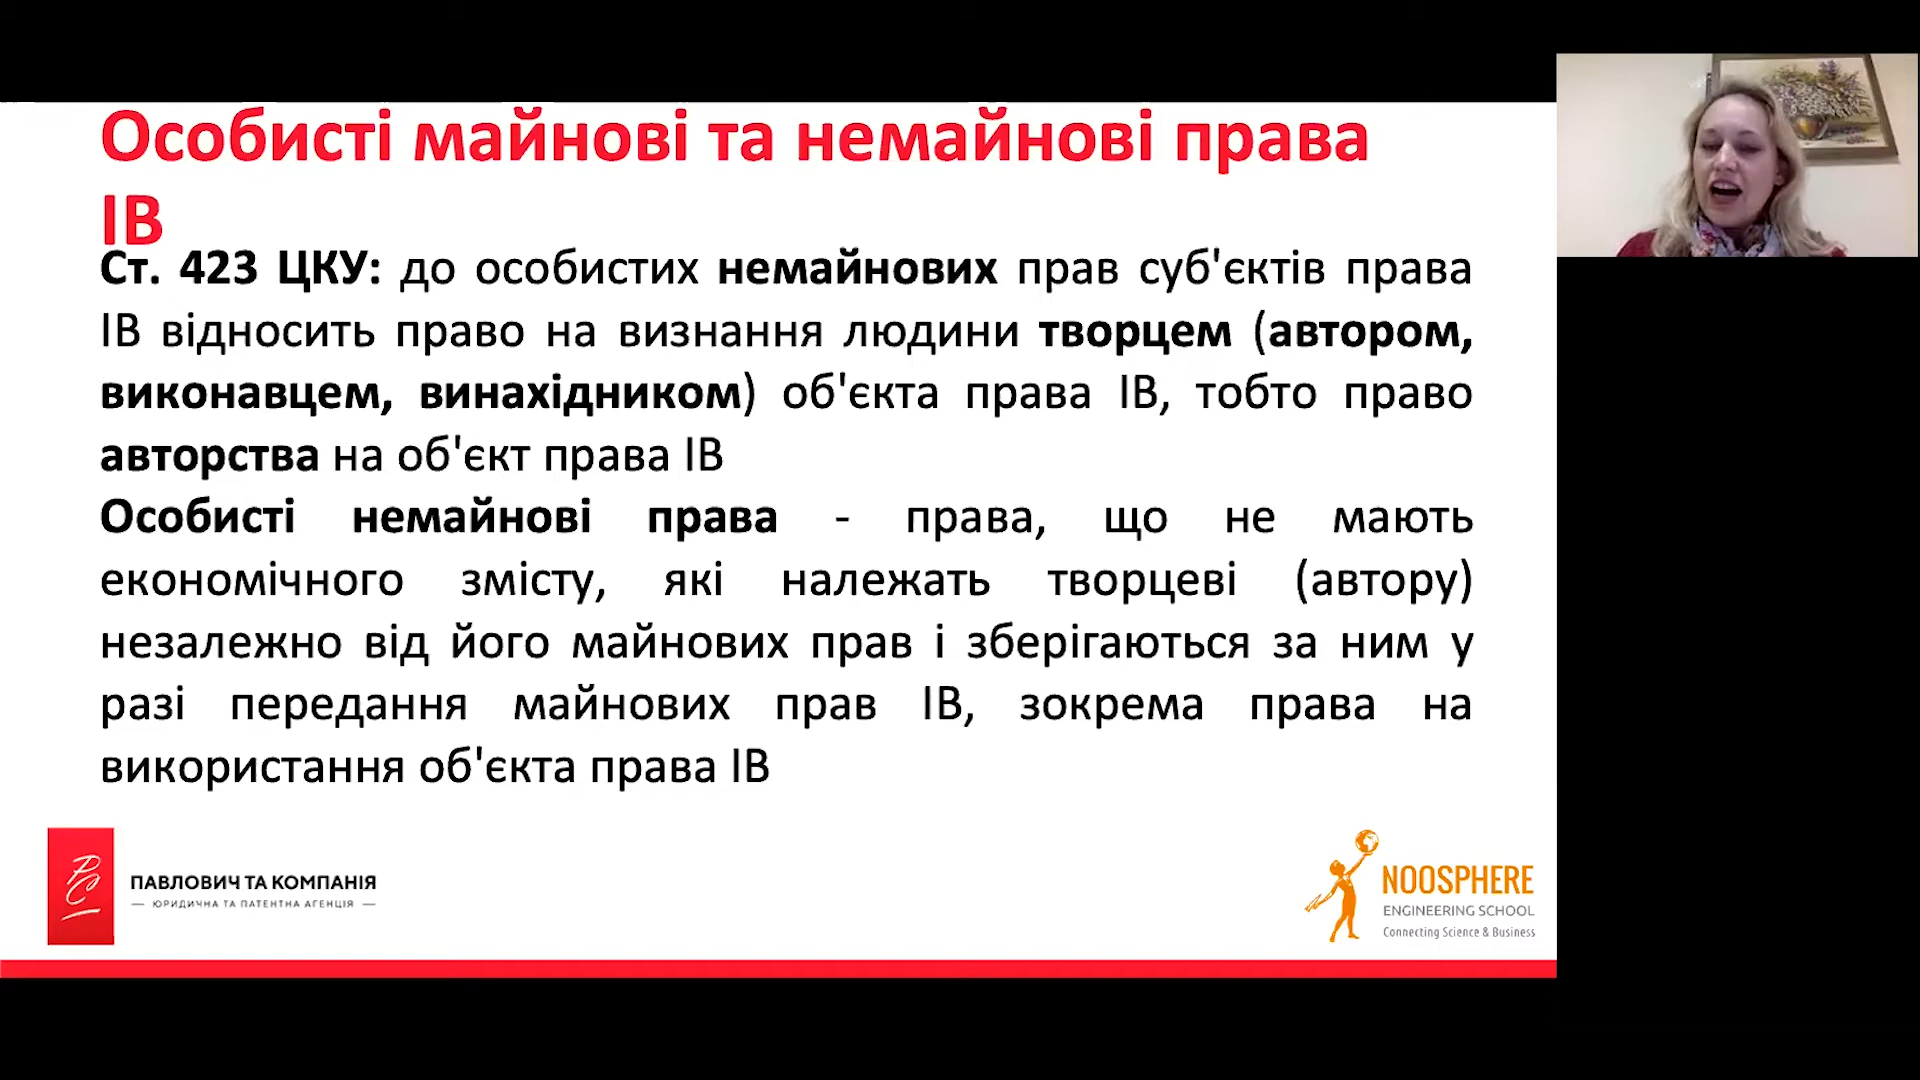 Особисті майнові та немайнові права
ІВ
Ст. 423 ЦКУ: до особистих немайнових прав суб'єктів права
ІВ відносить право на визнання людини творцем (автором,
виконавцем, винахідником) об'єкта права ІВ, тобто право
авторства на об'єкт права ІВ
Особисті немайнові права - права, що не мають
економічного змісту, які належать творцеві (автору)
незалежно від його майнових прав і зберігаються за ним у
разі передання майнових прав ІВ, зокрема права на
використання об'єкта права ІВ
ПАВЛОВИЧ ТА КОМПАНІЯ
— ЮРИДИЧНА ТА ПАТЕНТНА АГЕНЦІЯ —
NOOSPHERE
ENGINEERING SCHOOL
Connecting Science & Business